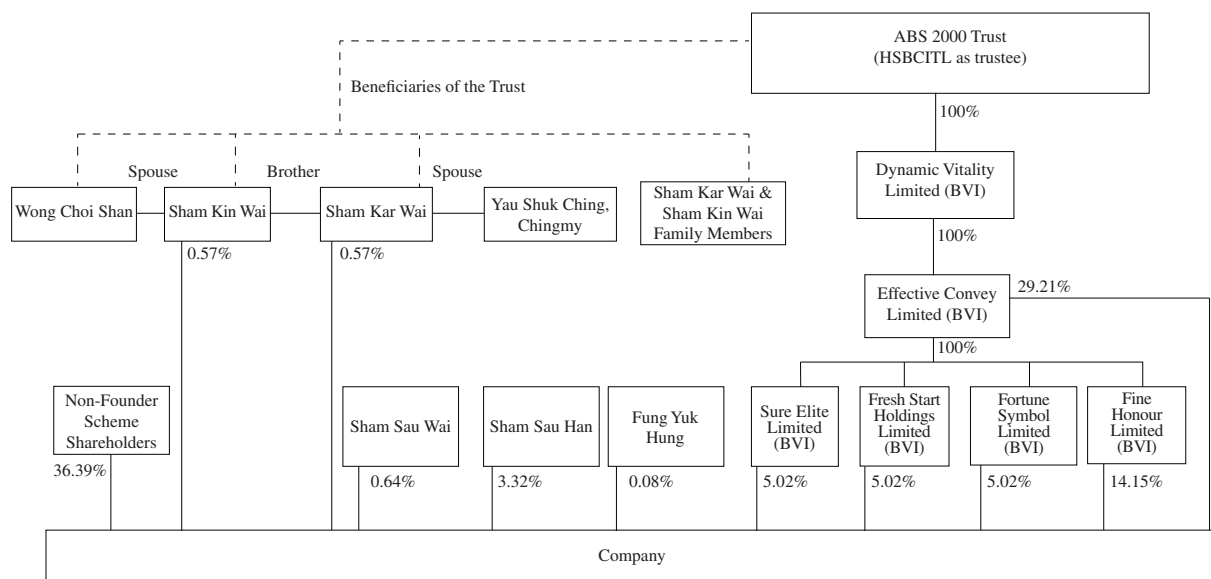 ABS 2000 Trust
(HSBCITL as trustee)
Beneficiaries of the Trust
100%
Spouse
Brother
Spouse
Dynamic Vitality
Limited (BVI)
Wong Choi Shan
Sham Kin Wai
Sham Kar Wai
Yau Shuk Ching,
Chingmy
Sham Kar Wai &
Sham Kin Wai
Family Members
0.57%
0.57%
100%
Effective Convey
Limited (BVI)
29.21%
100%
Non-Founder
Scheme
Shareholders
Sham Sau Wai
Sham Sau Han
Fung Yuk
Hung
Sure Elite
Limited
(BVI)
Fresh Start
Holdings
Limited
(BVI)
Fortune
Symbol
Limited
(BVI)
Fine
Honour
Limited
(BVI)
36.39%
0.64%
3.32%
0.08%
5.02%
5.02%
5.02%
14.15%
Company